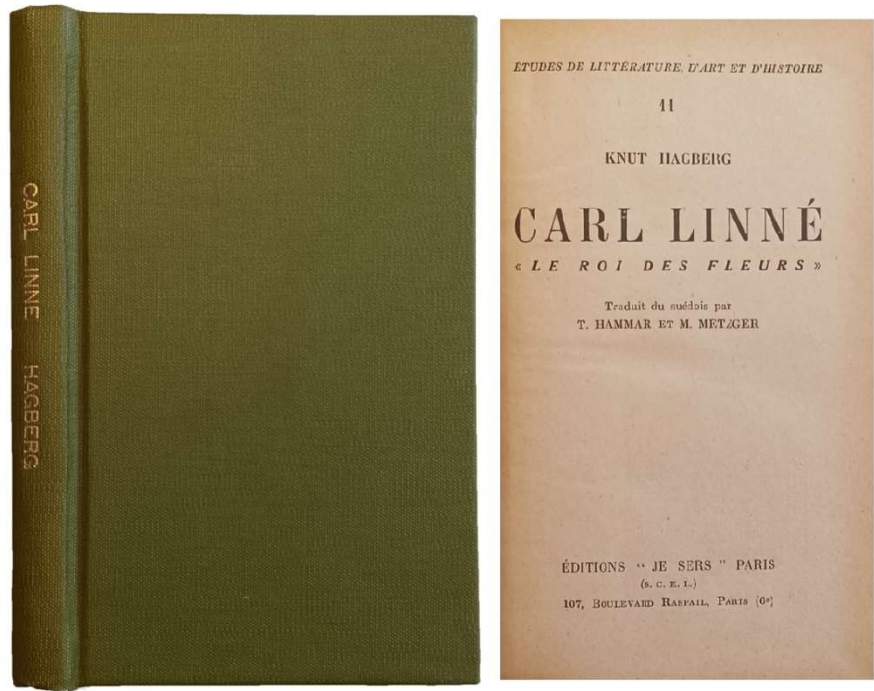 CARL LINNE HAGBERG
ÉTUDES DE LITTÉRATURE, D'ART ET D'HISTOIRE
11
KNUT HAGBERG
CARL LINNÉ
« LE ROI DES FLEURS »
Traduit du suédois par
T. HAMMAR ET M. METZGER
ÉDITIONS “ JE SERS ” PARIS
(S. C. E. L.)
107, BOULEVARD RASPAIL, PARIS (6ᵉ)